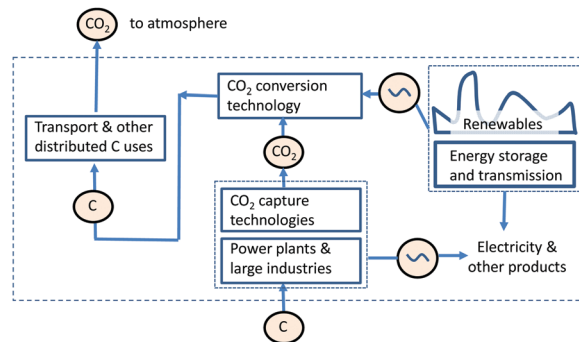 CO2 to atmosphere
CO2 conversion
technology
Renewables
Transport & other
distributed C uses
Energy storage
and transmission
CO2
C
CO2 capture
technologies
Power plants &
large industries
Electricity &
other products
C